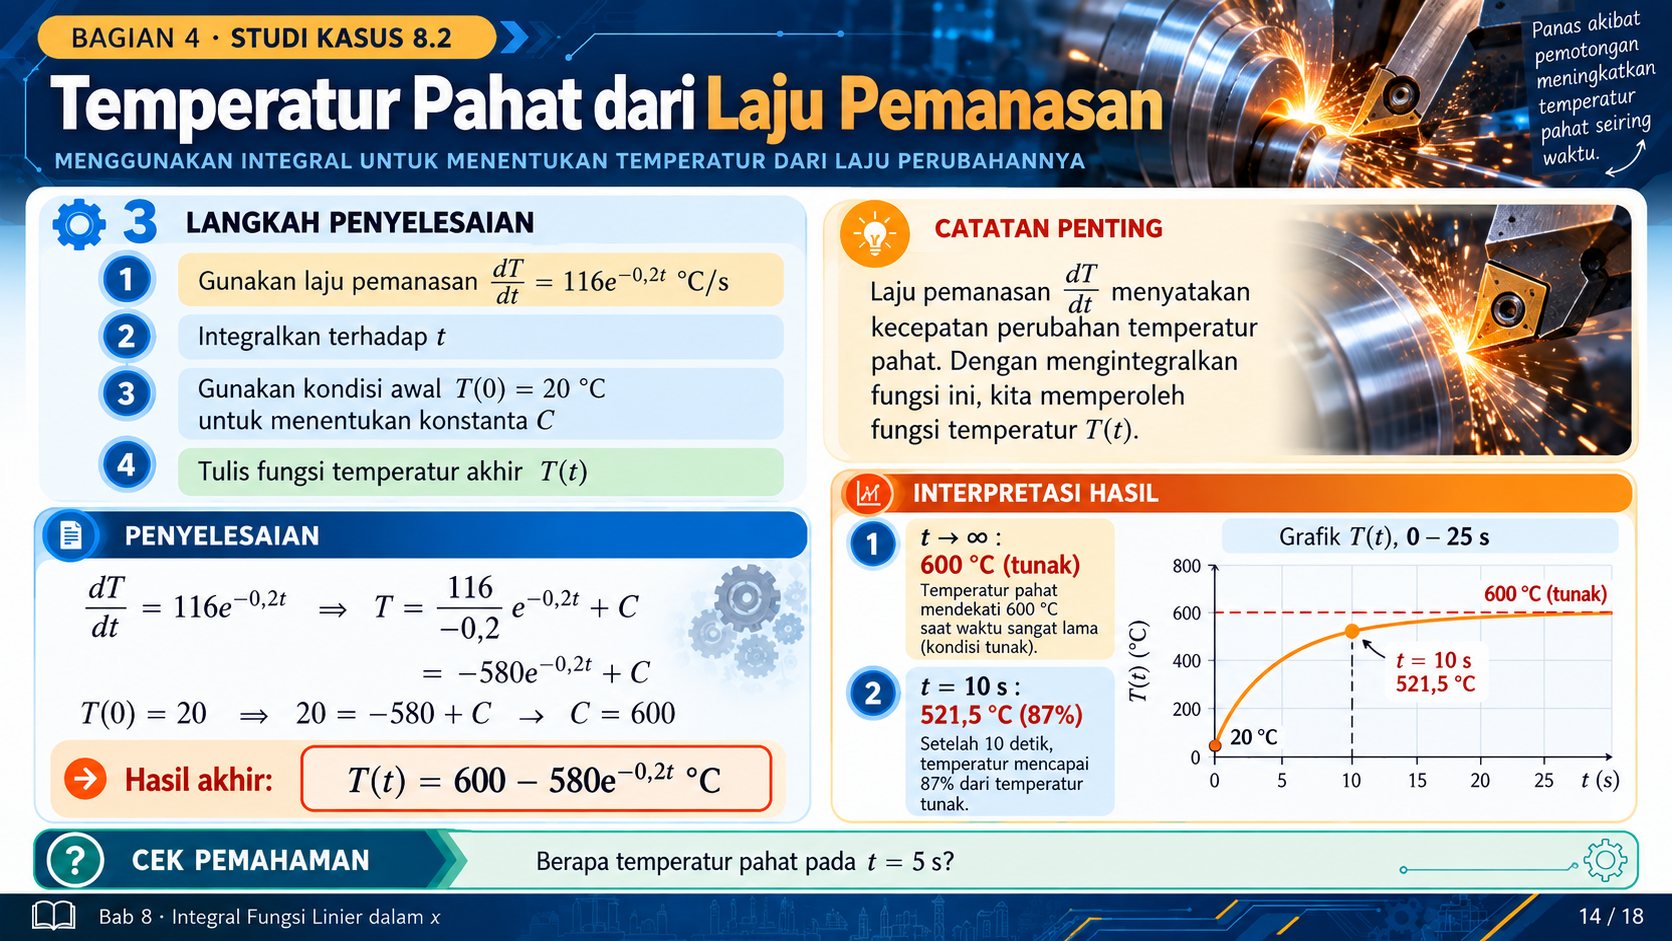 BAGIAN 4 · STUDI KASUS 8.2
Temperatur Pahat dari Laju Pemanasan
MENGGUNAKAN INTEGRAL UNTUK MENENTUKAN TEMPERATUR DARI LAJU PERUBAHANNYA
Panas akibat
pemotongan
meningkatkan
temperatur
pahat seiring
waktu.
3 LANGKAH PENYELESAIAN
1 Gunakan laju pemanasan dT/dt = 116e^{−0,2t} °C/s
2 Integralkan terhadap t
3 Gunakan kondisi awal T(0) = 20 °C
untuk menentukan konstanta C
4 Tulis fungsi temperatur akhir T(t)
PENYELESAIAN
dT/dt = 116e^{−0,2t} ⇒ T = 116/−0,2 e^{−0,2t} + C
= −580e^{−0,2t} + C
T(0) = 20 ⇒ 20 = −580 + C → C = 600
Hasil akhir: T(t) = 600 − 580e^{−0,2t} °C
CATATAN PENTING
Laju pemanasan dT/dt menyatakan
kecepatan perubahan temperatur
pahat. Dengan mengintegralkan
fungsi ini, kita memperoleh
fungsi temperatur T(t).
INTERPRETASI HASIL
1 t → ∞ :
600 °C (tunak)
Temperatur pahat
mendekati 600 °C
saat waktu sangat lama
(kondisi tunak).
2 t = 10 s :
521,5 °C (87%)
Setelah 10 detik,
temperatur mencapai
87% dari temperatur
tunak.
Grafik T(t), 0 – 25 s
T(t) (°C)
800
600
400
200
0
600 °C (tunak)
t = 10 s
521,5 °C
20 °C
0 5 10 15 20 25 t (s)
? CEK PEMAHAMAN
Berapa temperatur pahat pada t = 5 s?
Bab 8 · Integral Fungsi Linier dalam x
14 / 18